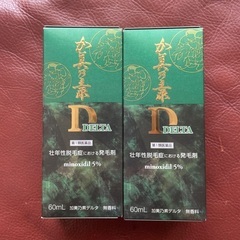 加美乃素
D
DELTA
第1類医薬品
壮年性脱毛症における発毛剤
minoxidil 5%
60mL 加美乃素デルタ 無香料
加美乃素
D
DELTA
第1類医薬品
壮年性脱毛症における発毛剤
minoxidil 5%
60mL 加美乃素デルタ 無香料